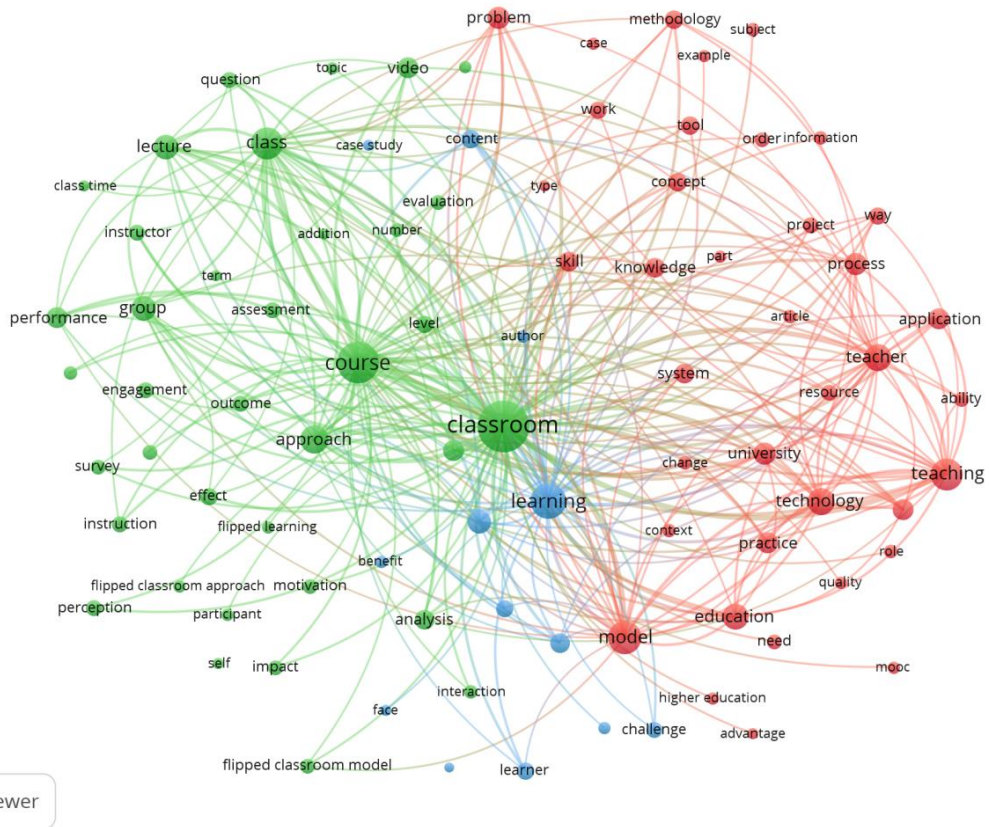 problem
methodology
subject
case
example
topic
video
question
work
tool
order
information
lecture
class
case study
content
class time
type
concept
evaluation
way
instructor
addition
number
project
skill
knowledge
part
process
term
performance
group
assessment
level
article
application
author
course
teacher
system
engagement
outcome
resource
ability
classroom
approach
university
survey
change
teaching
effect
learning
technology
instruction
flipped learning
context
practice
role
benefit
flipped classroom approach
motivation
quality
perception
participant
analysis
education
model
need
self
impact
mooc
interaction
higher education
face
challenge
advantage
flipped classroom model
learner
ewer